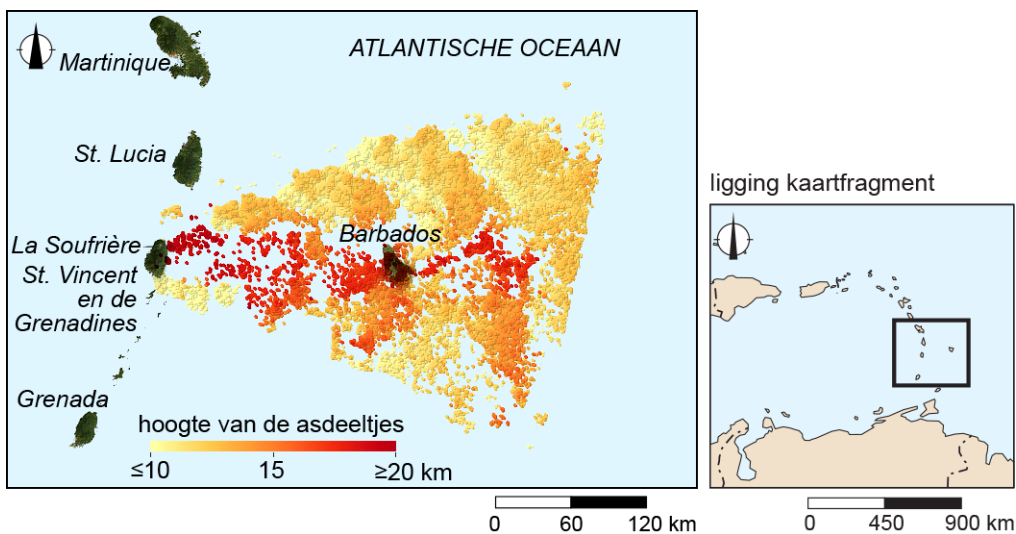 ATLANTISCHE OCEAAN
Martinique
St. Lucia
La Soufrière
St. Vincent
en de
Grenadines
Barbados
Grenada
hoogte van de asdeeltjes
≤10 15 ≥20 km
0 60 120 km
ligging kaartfragment
0 450 900 km